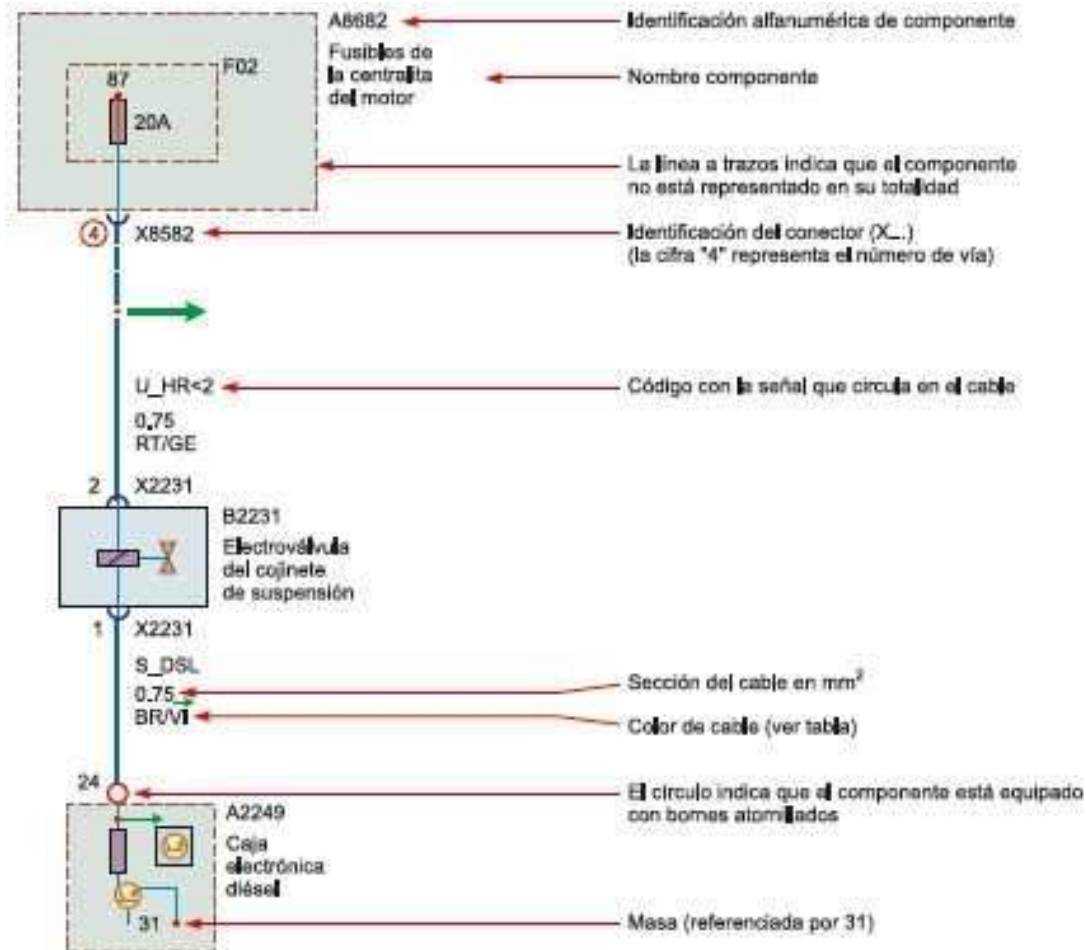 A8682
Identificación alfanumérica de componente
Fusibles de
la centralita
del motor
Nombre componente
F02
87
20A
La línea a trazos indica que el componente
no está representado en su totalidad
4
X8582
Identificación del conector (X...)
(la cifra "4" representa el número de vía)
U_HR<2
Código con la señal que circula en el cable
0.75
RT/GE
2
X2231
B2231
Electroválvula
del cojinete
de suspensión
1
X2231
S_DSL
0.75
Sección del cable en mm²
BR/VI
Color de cable (ver tabla)
24
El círculo indica que el componente está equipado
con bornes atornillados
A2249
Caja
electrónica
diésel
31
Masa (referenciada por 31)